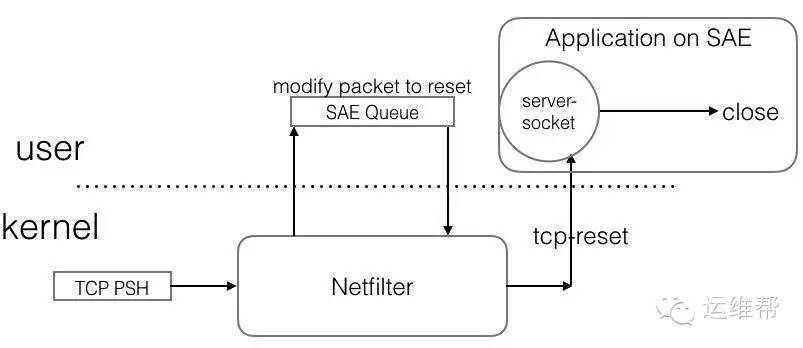 Application on SAE
modify packet to reset
SAE Queue
server-
socket
close
user
kernel
tcp-reset
TCP PSH
Netfilter
运维帮